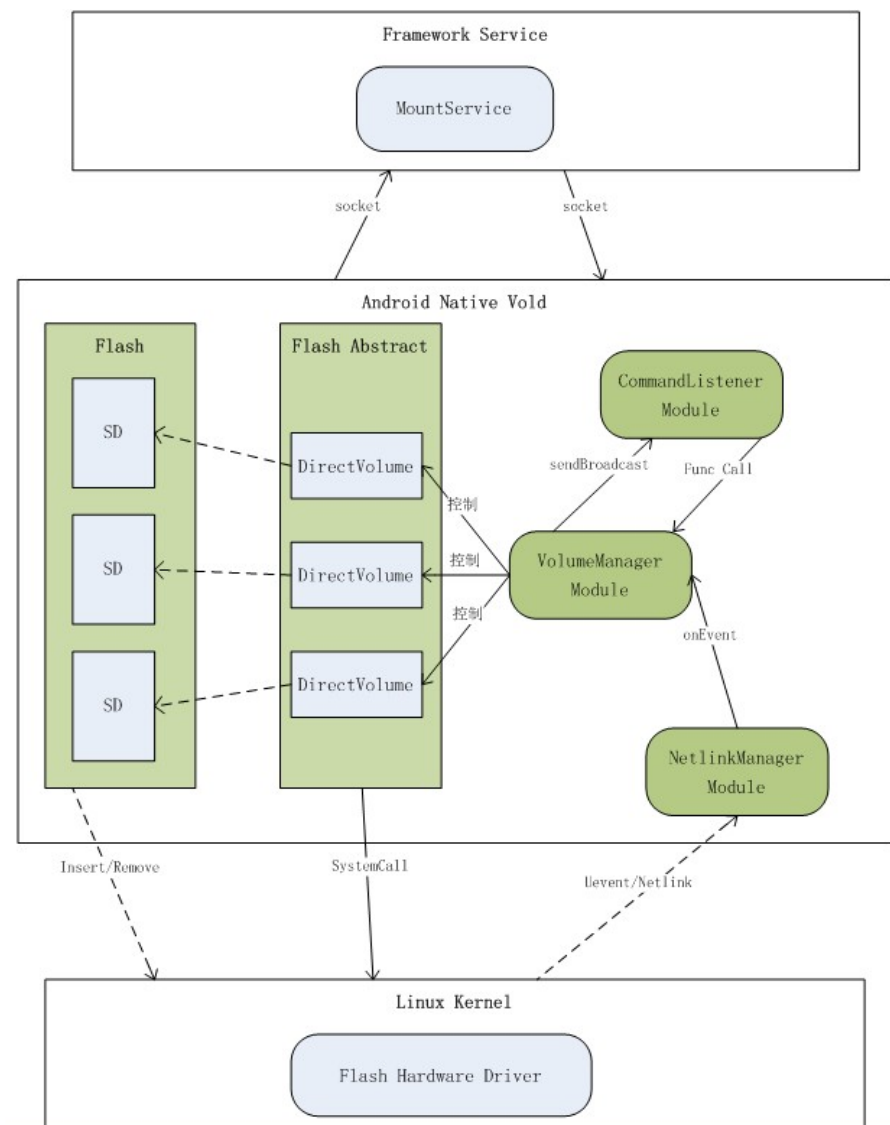 Framework Service
MountService
socket
socket
Android Native Vold
Flash
Flash Abstract
SD
SD
SD
DirectVolume
DirectVolume
DirectVolume
控制
控制
控制
CommandListener
Module
sendBroadcast
Func Call
VolumeManager
Module
onEvent
NetlinkManager
Module
Insert/Remove
SystemCall
Uevent/Netlink
Linux Kernel
Flash Hardware Driver